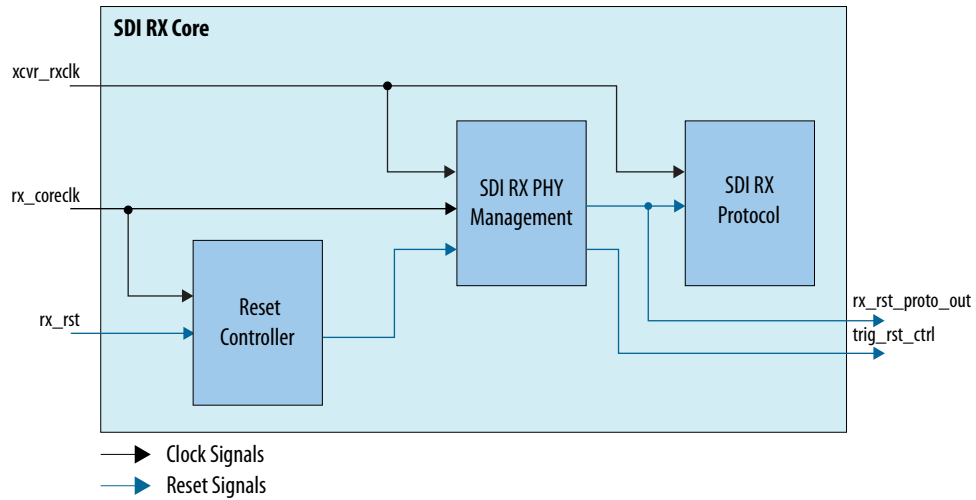 SDI RX Core
xcvr_rxclk
rx_coreclk
rx_rst
SDI RX PHY
Management
SDI RX
Protocol
Reset
Controller
rx_rst_proto_out
trig_rst_ctrl
Clock Signals
Reset Signals